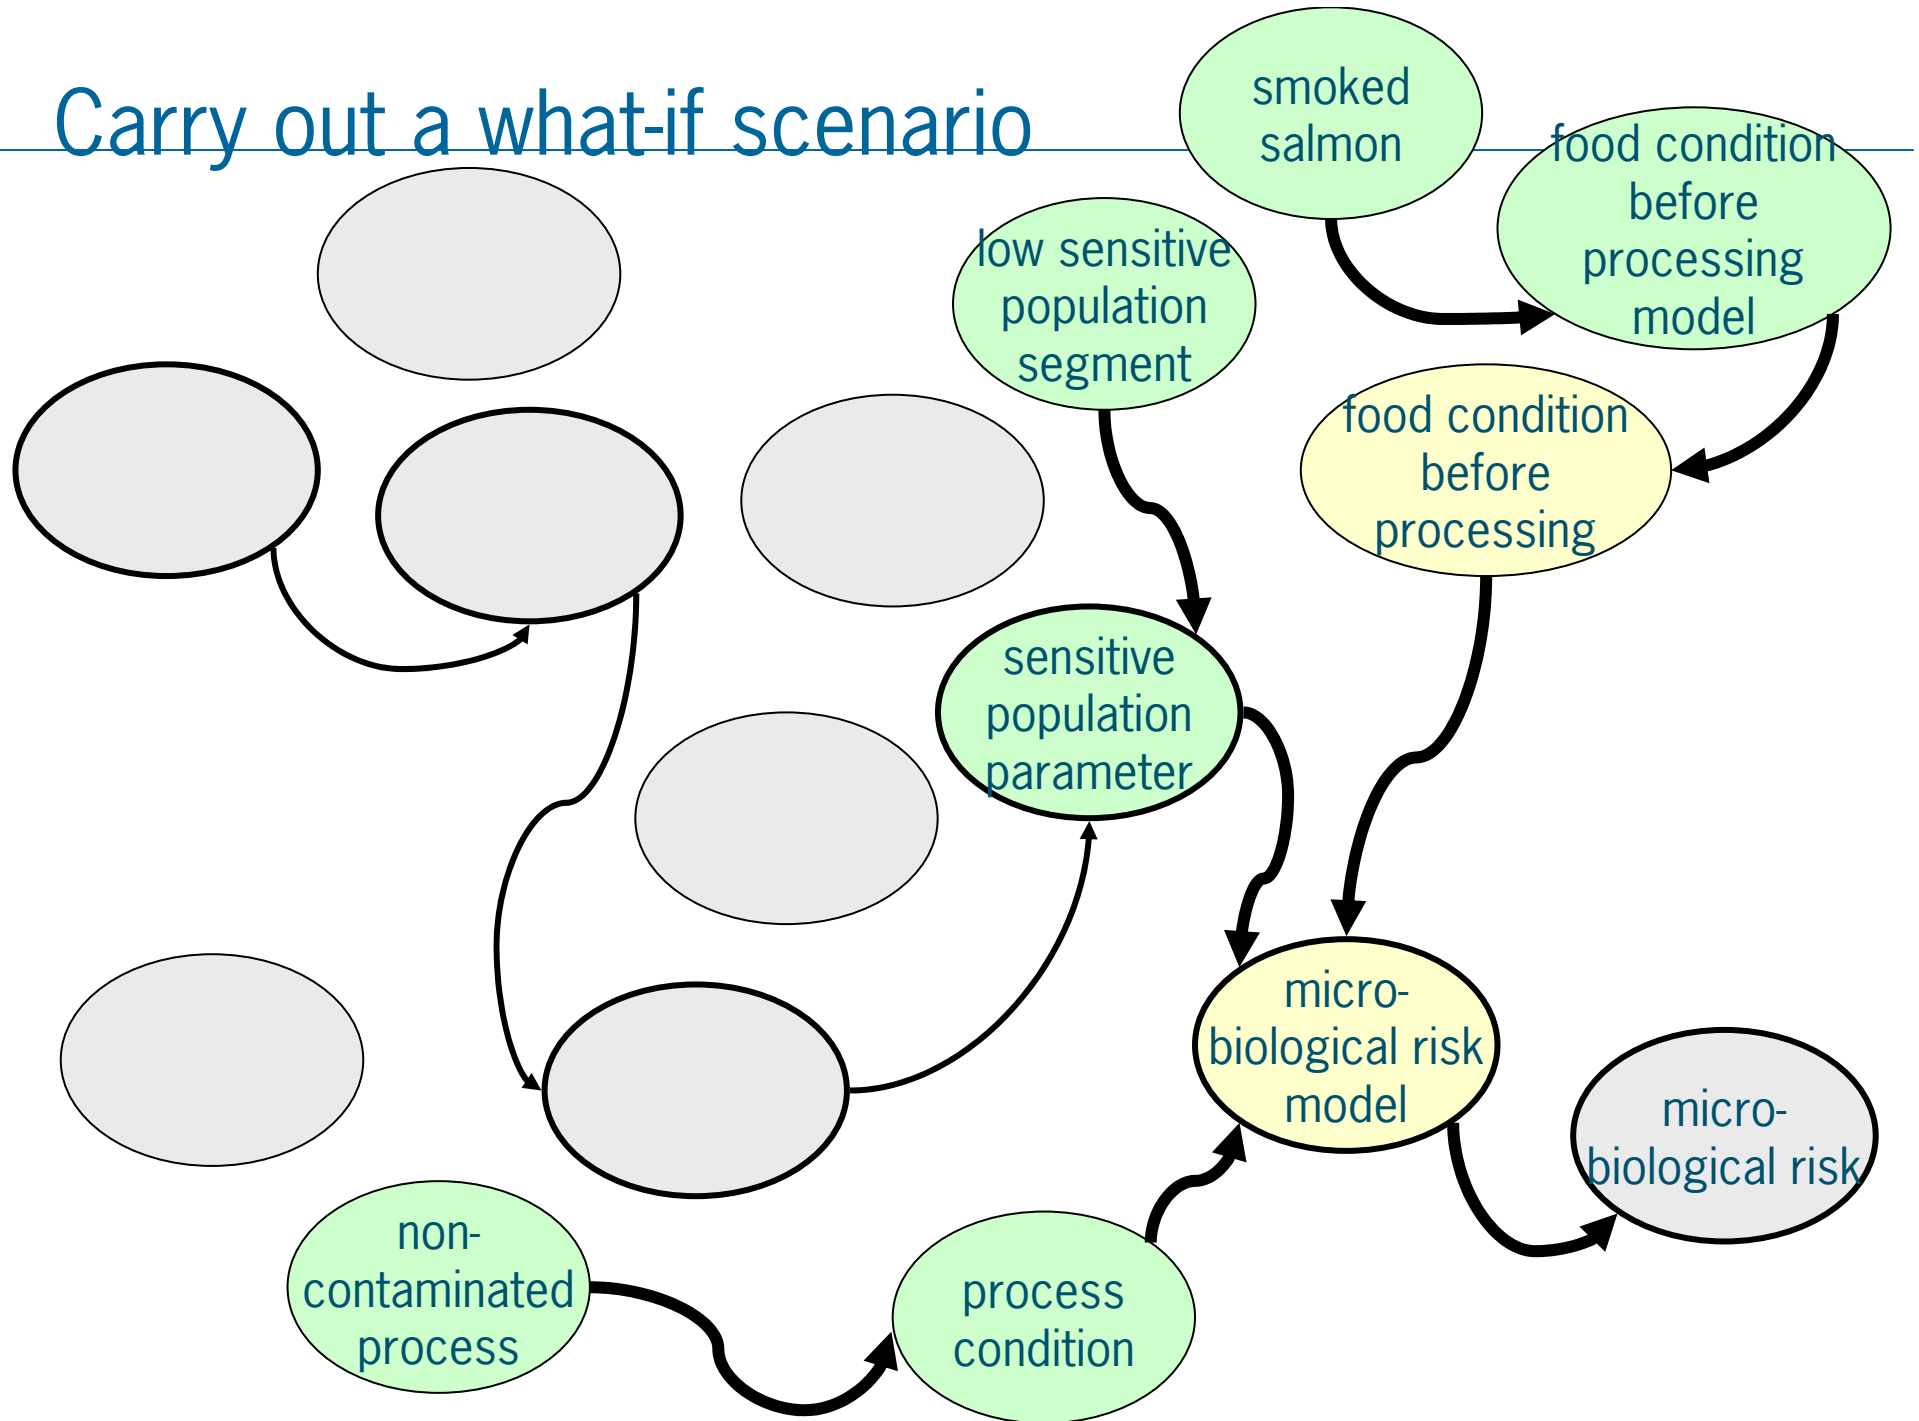 Carry out a what-if scenario
smoked
salmon
food condition
before
processing
model
low sensitive
population
segment
food condition
before
processing
sensitive
population
parameter
micro-
biological risk
model
micro-
biological risk
non-
contaminated
process
process
condition